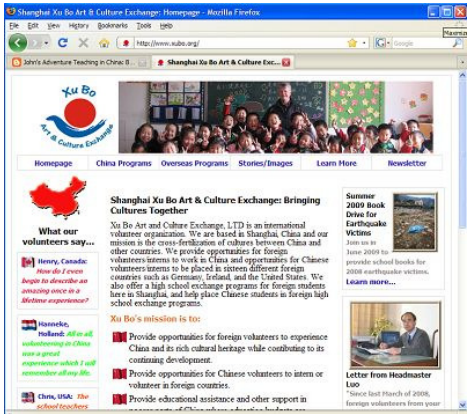 Shanghai Xu Bo Art & Culture Exchange: Homepage - Mozilla Firefox
File Edit View History Bookmarks Tools Help
Maximize
http://www.xubo.org/
Google
John's Adventure Teaching in China: B...
Shanghai Xu Bo Art & Culture Exc...
Xu Bo
Art & Culture Exchange
Homepage China Programs Overseas Programs Stories/Images Learn More Newsletter
What our
volunteers say...
Henry, Canada:
How do I even
begin to describe an
amazing once in a
lifetime experience?
Hanneke,
Holland: All in all,
volunteering in China
was a great
experience which I will
remember all my life.
Chris, USA: The
school teachers
Shanghai Xu Bo Art & Culture Exchange: Bringing
Cultures Together
Xu Bo Art and Culture Exchange, LTD is an international
volunteer organization. We are based in Shanghai, China and our
mission is the cross-fertilization of cultures between China and
other countries. We provide opportunities for foreign
volunteers/interns to work in China and opportunities for Chinese
volunteers/interns to be placed in sixteen different foreign
countries such as Germany, Ireland, and the United States. We
also offer a high school exchange programs for foreign students
here in Shanghai, and help place Chinese students in foreign high
school exchange programs.
Xu Bo's mission is to:
Provide opportunities for foreign volunteers to experience
China and its rich cultural heritage while contributing to its
continuing development.
Provide opportunities for Chinese volunteers to intern or
volunteer in foreign countries.
Provide educational assistance and other support in
Summer
2009 Book
Drive for
Earthquake
Victims
Join us in
June 2009 to
provide school books for
2008 earthquake victims.
Learn more...
Letter from Headmaster
Luo
"Since last March of 2008,
foreign volunteers from your